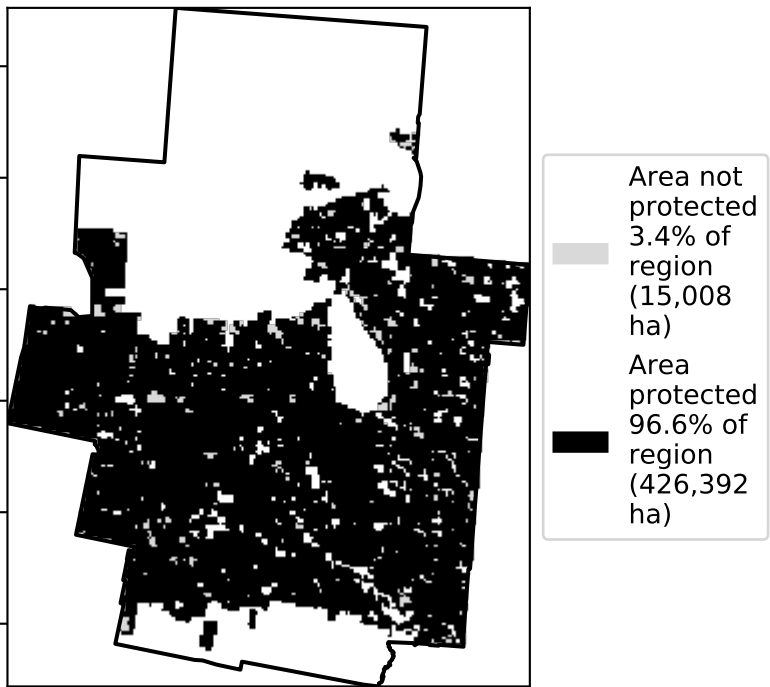 Area not
protected
3.4% of
region
(15,008
ha)
Area
protected
96.6% of
region
(426,392
ha)